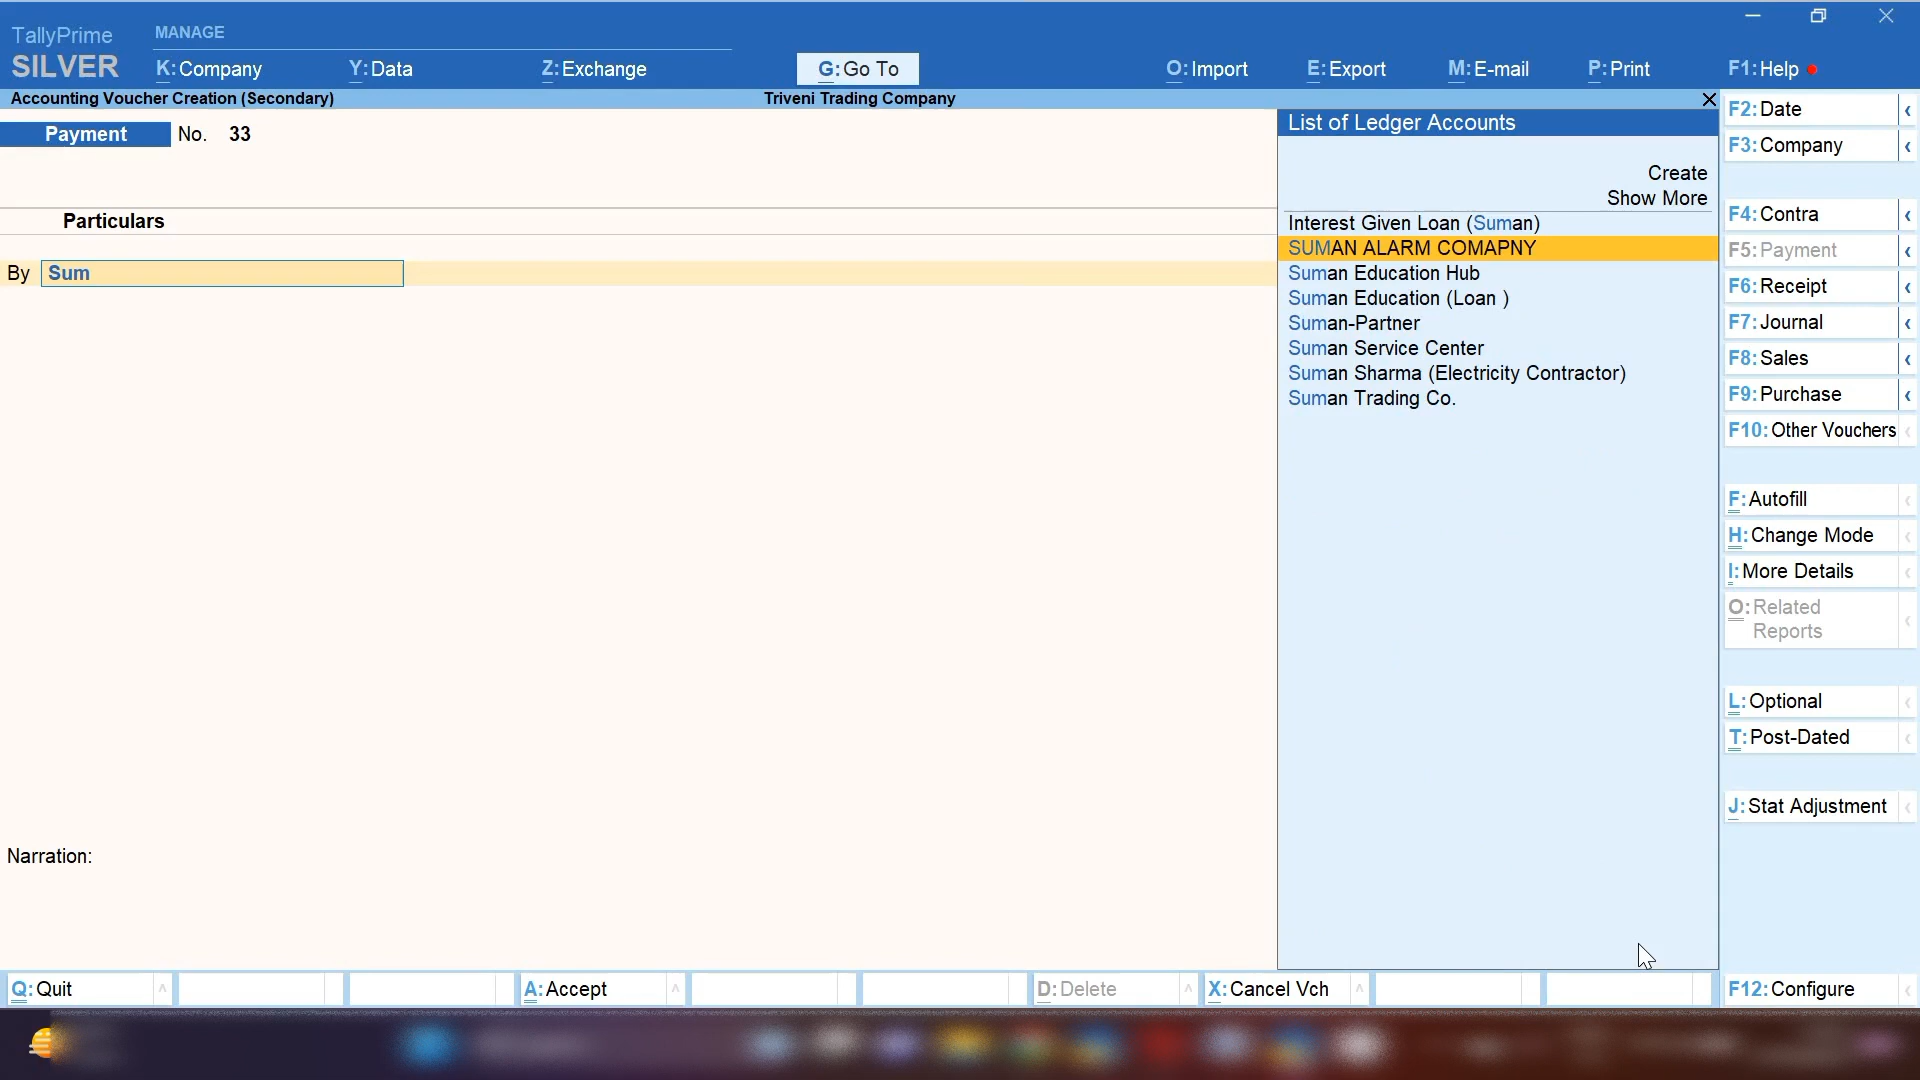 TallyPrime
SILVER
MANAGE
K: Company
Y: Data
Z: Exchange
G: Go To
O: Import
E: Export
M: E-mail
P: Print
F1: Help
Accounting Voucher Creation (Secondary)
Triveni Trading Company
Payment No. 33
Particulars
By Sum
List of Ledger Accounts
Create
Show More
Interest Given Loan (Suman)
SUMAN ALARM COMAPNY
Suman Education Hub
Suman Education (Loan )
Suman-Partner
Suman Service Center
Suman Sharma (Electricity Contractor)
Suman Trading Co.
F2: Date
F3: Company
F4: Contra
F5: Payment
F6: Receipt
F7: Journal
F8: Sales
F9: Purchase
F10: Other Vouchers
F: Autofill
H: Change Mode
I: More Details
O: Related
Reports
L: Optional
T: Post-Dated
J: Stat Adjustment
Narration:
Q: Quit
A: Accept
D: Delete
X: Cancel Vch
F12: Configure